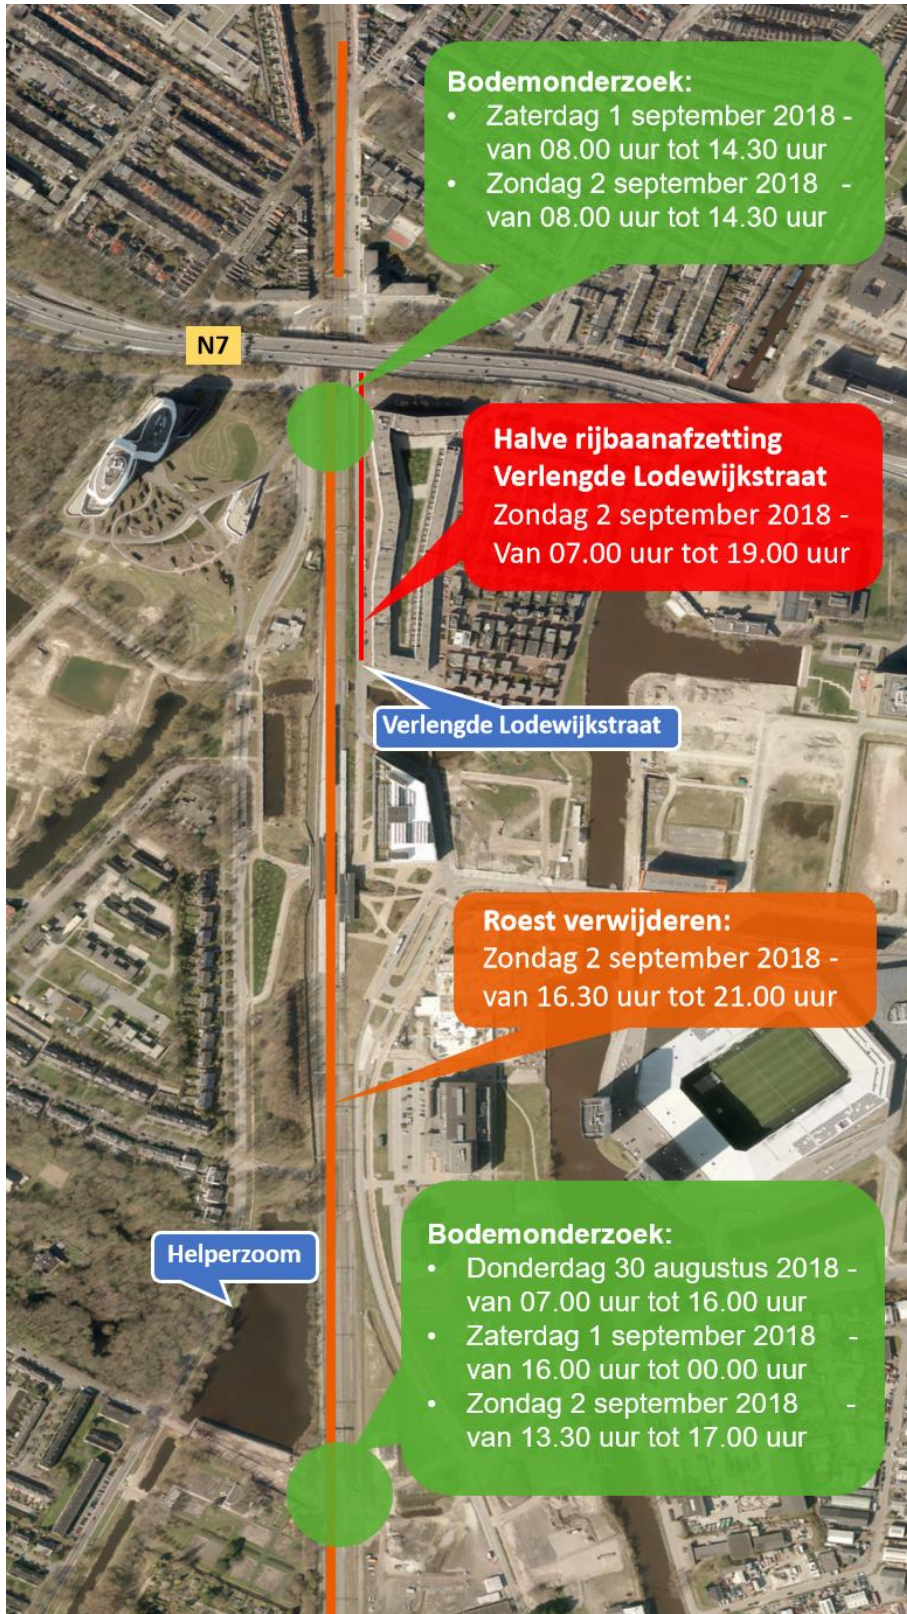 Bodemonderzoek:
• Zaterdag 1 september 2018 -
van 08.00 uur tot 14.30 uur
• Zondag 2 september 2018 -
van 08.00 uur tot 14.30 uur
N7
Halve rijbaanafzetting
Verlengde Lodewijkstraat
Zondag 2 september 2018 -
Van 07.00 uur tot 19.00 uur
Verlengde Lodewijkstraat
Roest verwijderen:
Zondag 2 september 2018 -
van 16.30 uur tot 21.00 uur
Helperzoom
Bodemonderzoek:
• Donderdag 30 augustus 2018 -
van 07.00 uur tot 16.00 uur
• Zaterdag 1 september 2018 -
van 16.00 uur tot 00.00 uur
• Zondag 2 september 2018 -
van 13.30 uur tot 17.00 uur